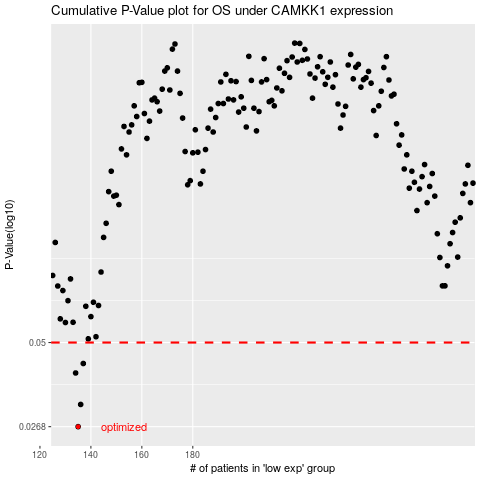 Cumulative P-Value plot for OS under CAMKK1 expression
P-Value(log10)
0.05
0.0268
optimized
120 140 160 180
# of patients in 'low exp' group